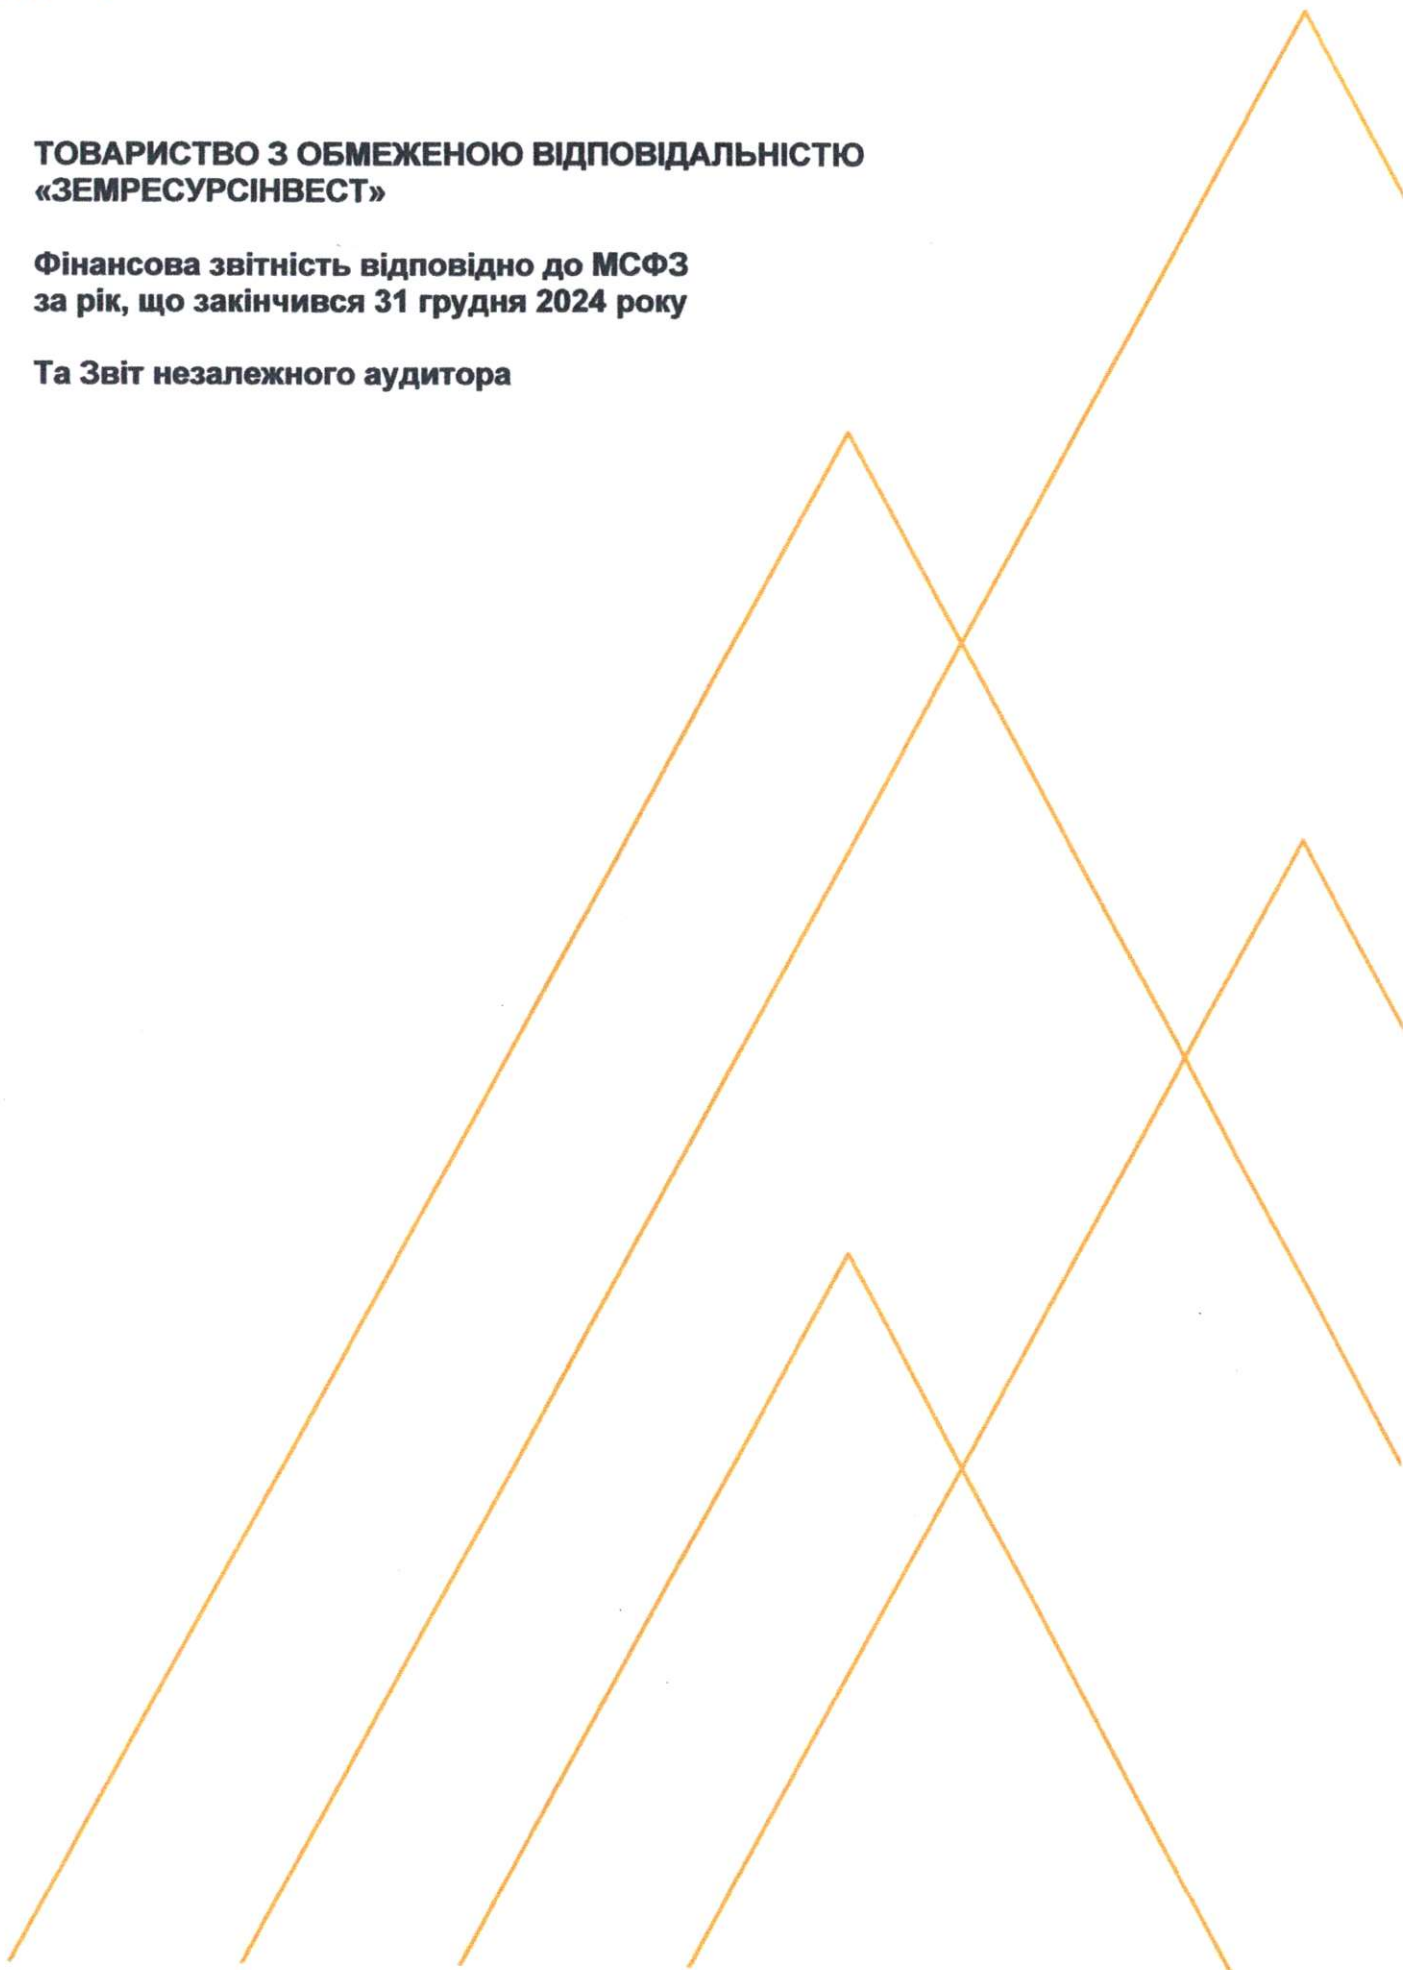 ТОВАРИСТВО З ОБМЕЖЕНОЮ ВІДПОВІДАЛЬНІСТЮ
«ЗЕМРЕСУРСІНВЕСТ»
Фінансова звітність відповідно до МСФЗ
за рік, що закінчився 31 грудня 2024 року
Та Звіт незалежного аудитора